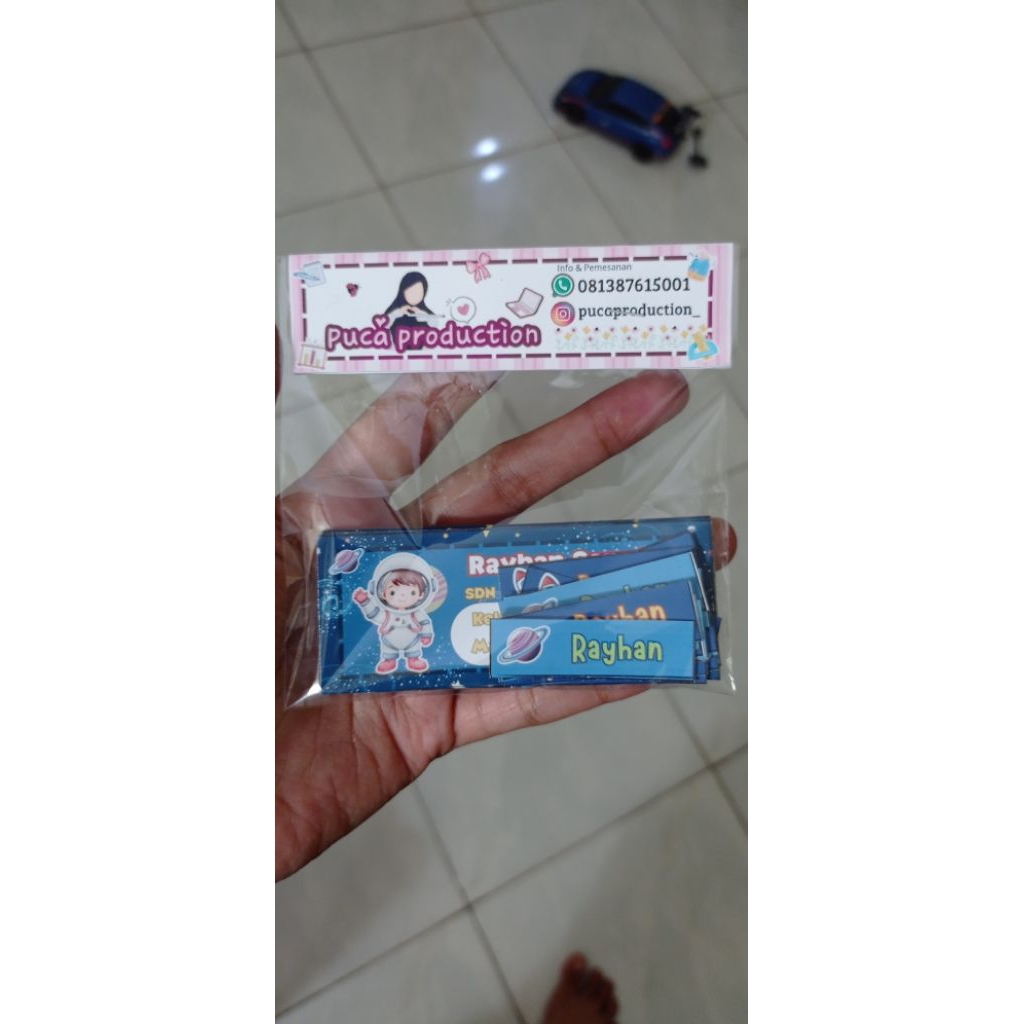 Info & Pemesanan
081387615001
pucaproduction_
Puca production
Rayhan
SDN
Rayhan
Rayhan